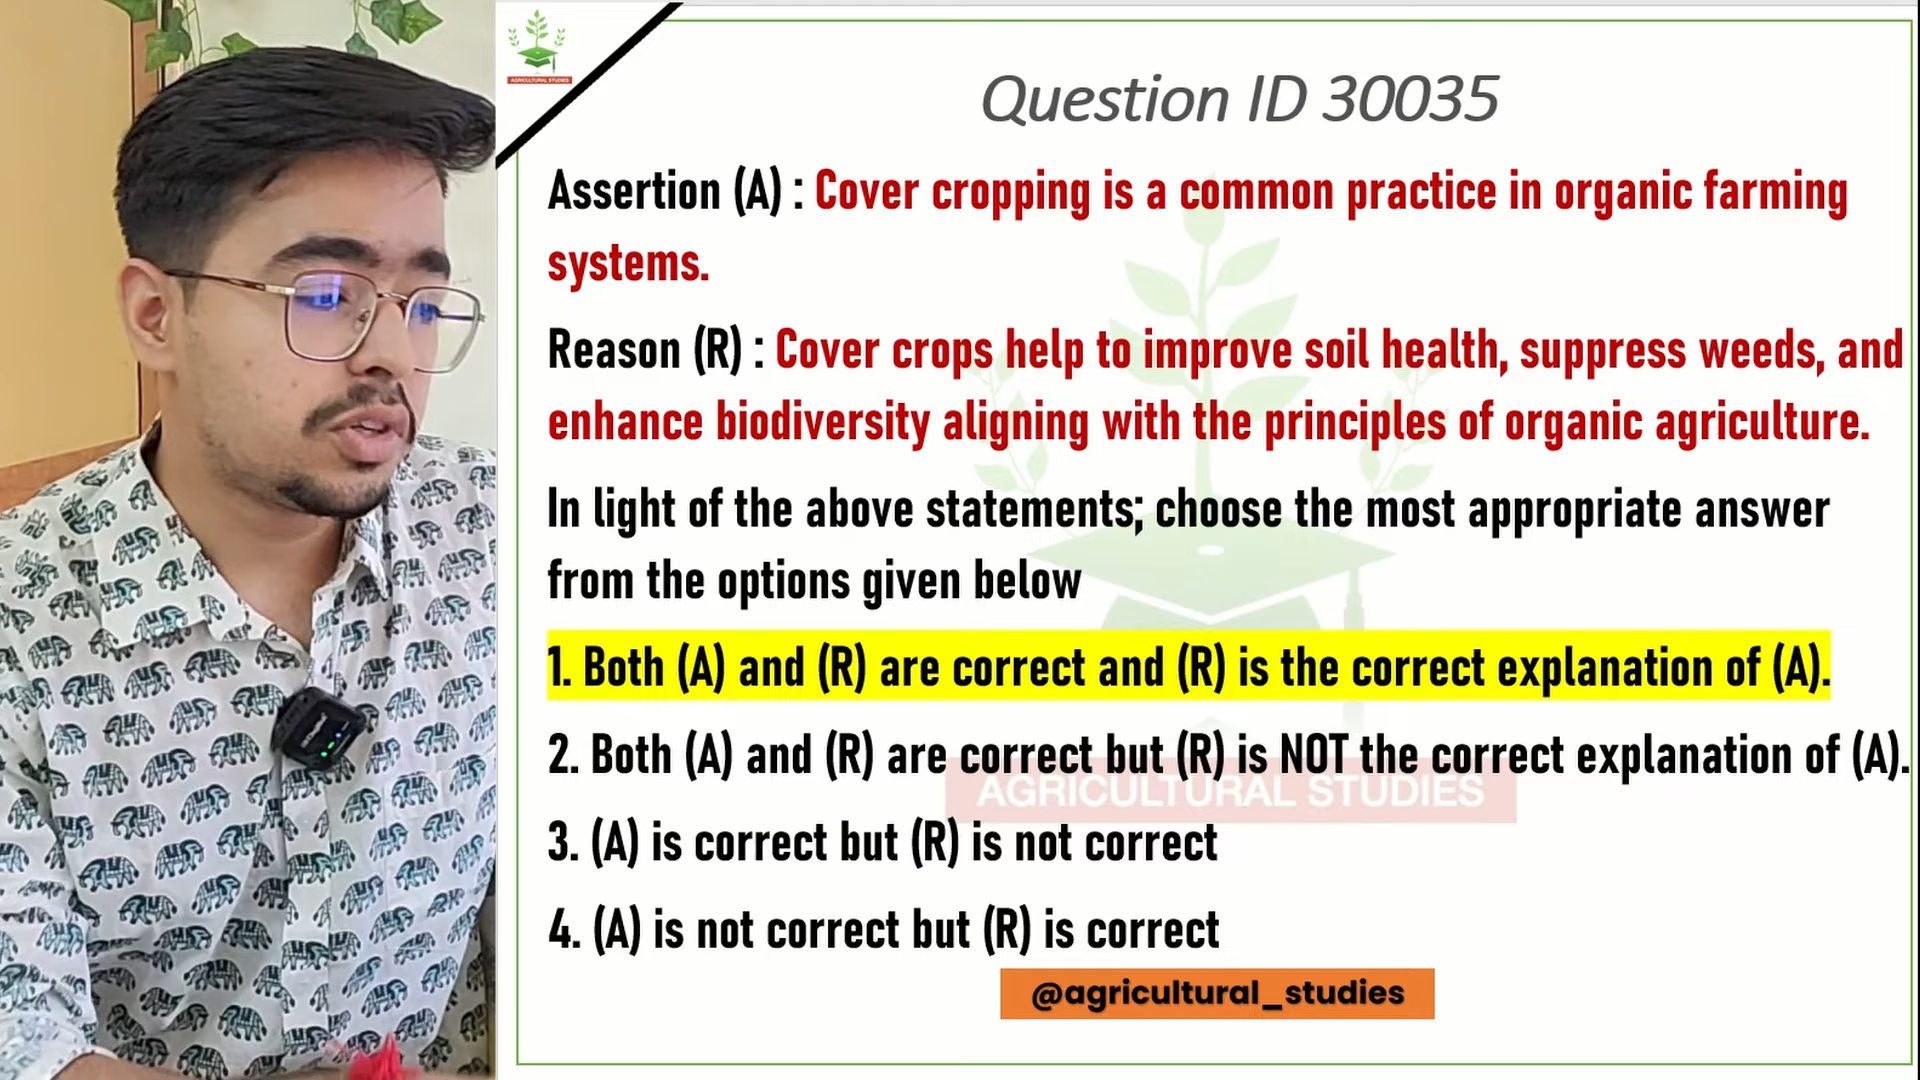 AGRICULTURAL STUDIES
Question ID 30035
Assertion (A) : Cover cropping is a common practice in organic farming
systems.
Reason (R) : Cover crops help to improve soil health, suppress weeds, and
enhance biodiversity aligning with the principles of organic agriculture.
In light of the above statements; choose the most appropriate answer
from the options given below
1. Both (A) and (R) are correct and (R) is the correct explanation of (A).
2. Both (A) and (R) are correct but (R) is NOT the correct explanation of (A).
AGRICULTURAL STUDIES
3. (A) is correct but (R) is not correct
4. (A) is not correct but (R) is correct
@agricultural_studies